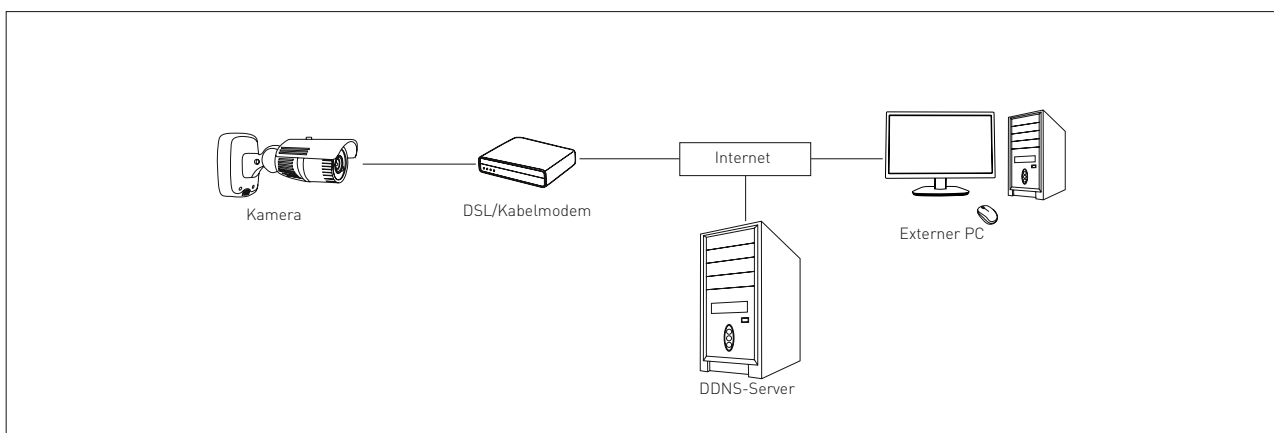 Internet
Kamera
DSL/Kabelmodem
Externer PC
DDNS-Server